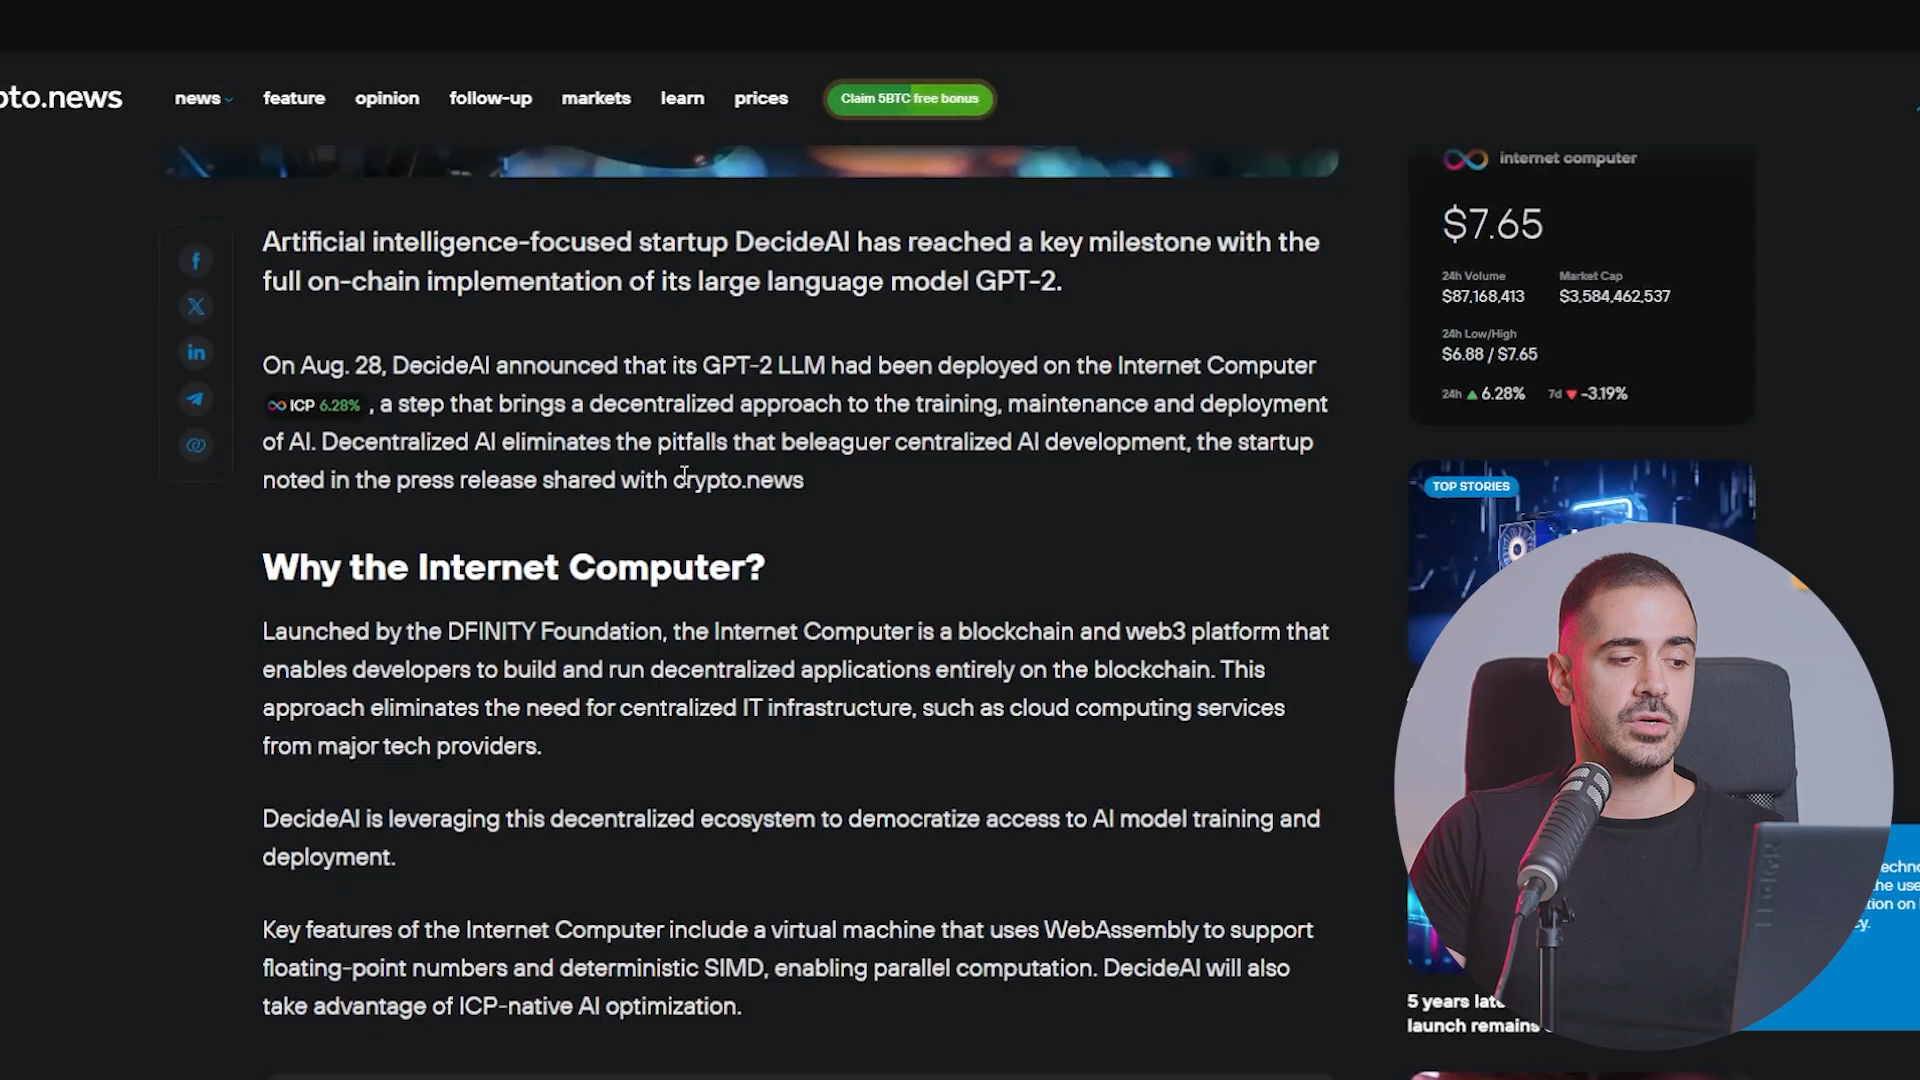 pto.news
news
feature
opinion
follow-up
markets
learn
prices
Claim 5BTC free bonus
Artificial intelligence-focused startup DecideAI has reached a key milestone with the
full on-chain implementation of its large language model GPT-2.
On Aug. 28, DecideAI announced that its GPT-2 LLM had been deployed on the Internet Computer
ICP 6.28% , a step that brings a decentralized approach to the training, maintenance and deployment
of AI. Decentralized AI eliminates the pitfalls that beleaguer centralized AI development, the startup
noted in the press release shared with crypto.news
Why the Internet Computer?
Launched by the DFINITY Foundation, the Internet Computer is a blockchain and web3 platform that
enables developers to build and run decentralized applications entirely on the blockchain. This
approach eliminates the need for centralized IT infrastructure, such as cloud computing services
from major tech providers.
DecideAI is leveraging this decentralized ecosystem to democratize access to AI model training and
deployment.
Key features of the Internet Computer include a virtual machine that uses WebAssembly to support
floating-point numbers and deterministic SIMD, enabling parallel computation. DecideAI will also
take advantage of ICP-native AI optimization.
internet computer
$7.65
24h Volume Market Cap
$87,168,413 $3,584,462,537
24h Low/High
$6.88 / $7.65
24h 6.28% 7d -3.19%
TOP STORIES
5 years late
launch remains
LEGION
echno
he use
tion on
cy.